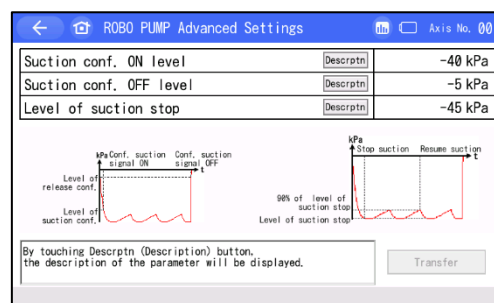 ROBO PUMP Advanced Settings Axis No. 00
Suction conf. ON level Descrptn -40 kPa
Suction conf. OFF level Descrptn -5 kPa
Level of suction stop Descrptn -45 kPa
kPa Conf. suction Conf. suction
signal ON signal OFF
t
Level of
release conf.
Level of
suction conf.
kPa
Stop suction Resume suction
t
90% of level of
suction stop
Level of suction stop
By touching Descrptn (Description) button,
the description of the parameter will be displayed.
Transfer